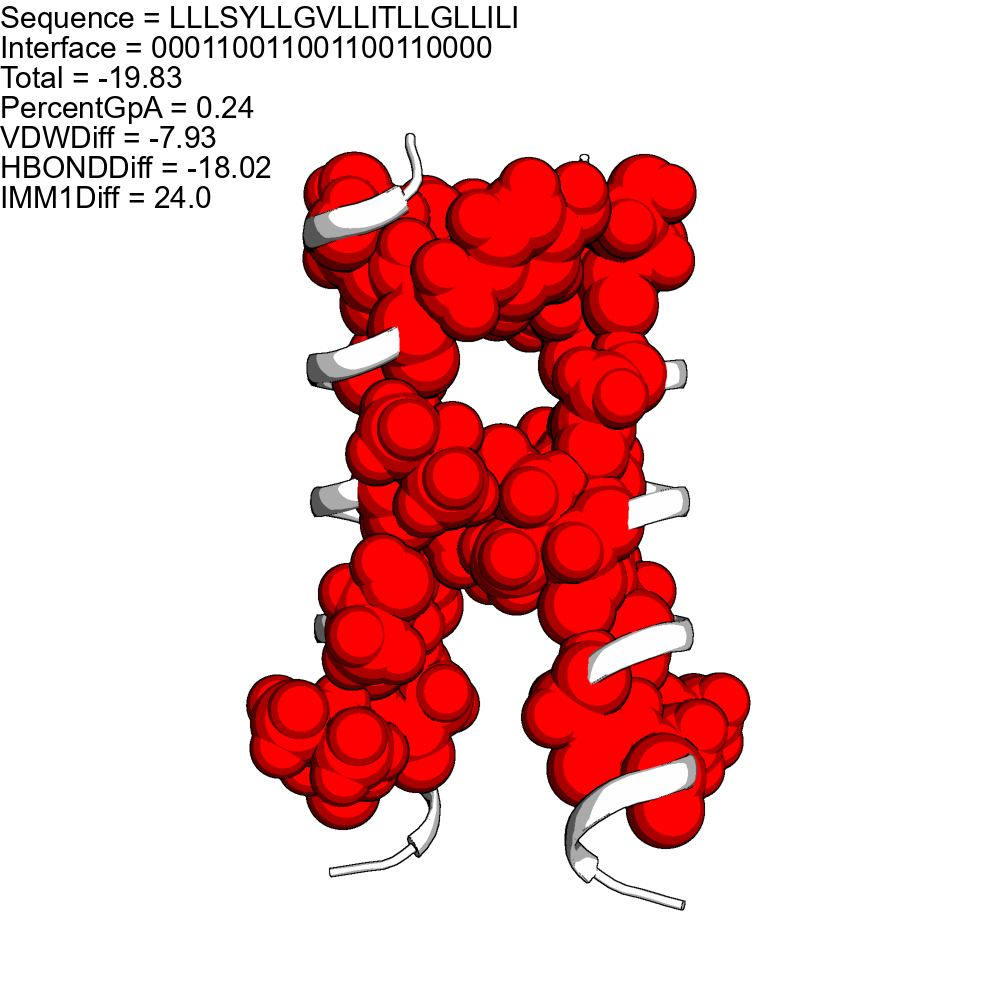 Sequence = LLLSYLLGVLLITLLGLLILI
Interface = 000110011001100110000
Total = -19.83
PercentGpA = 0.24
VDWDiff = -7.93
HBONDDiff = -18.02
IMM1Diff = 24.0